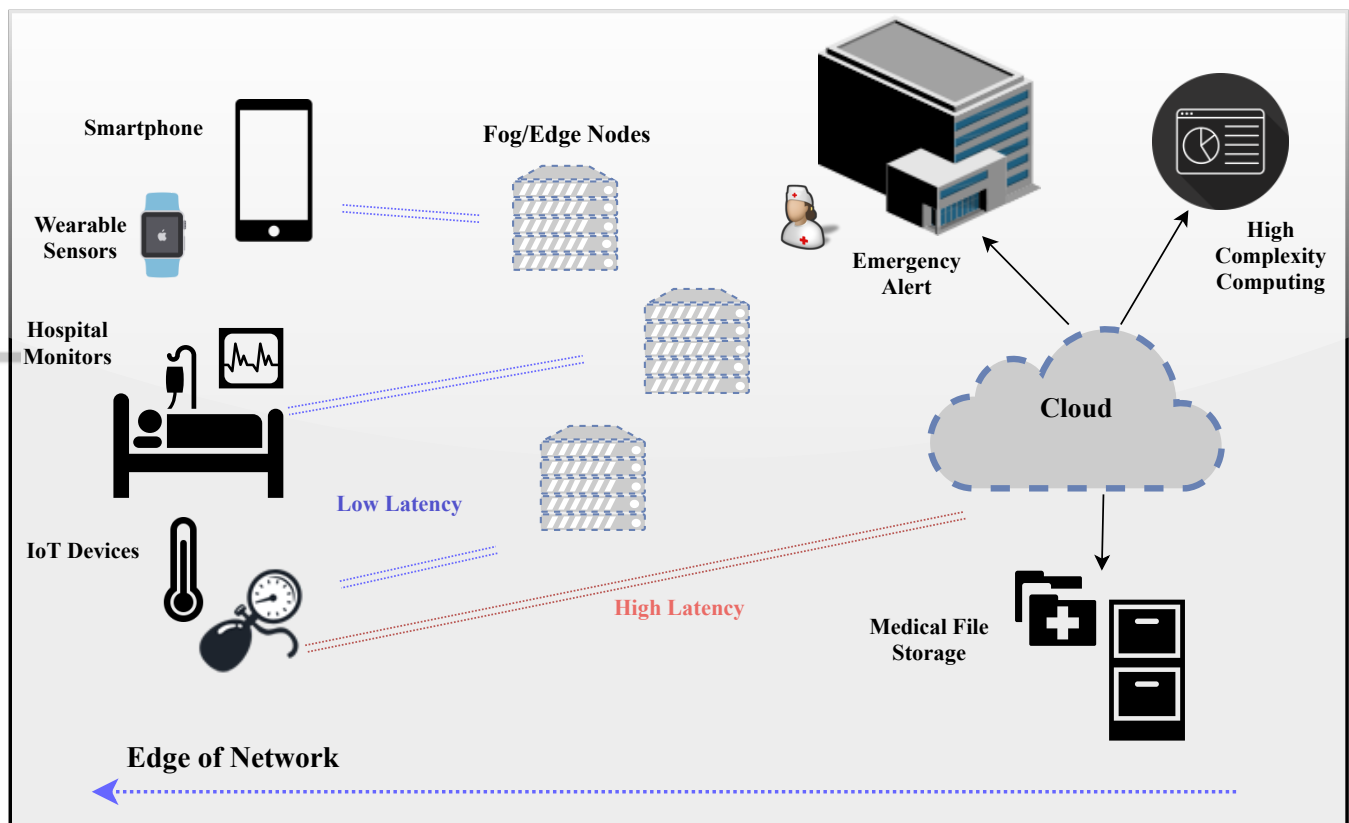 Smartphone
Fog/Edge Nodes
Wearable
Sensors
High
Complexity
Computing
Emergency
Alert
Hospital
Monitors
Cloud
Low Latency
IoT Devices
High Latency
Medical File
Storage
Edge of Network